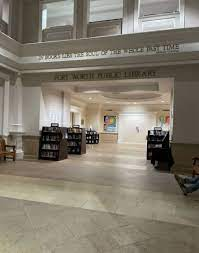 IN BOOKS LIES THE SOUL OF THE WHOLE PAST TIME
FORT WORTH PUBLIC LIBRARY